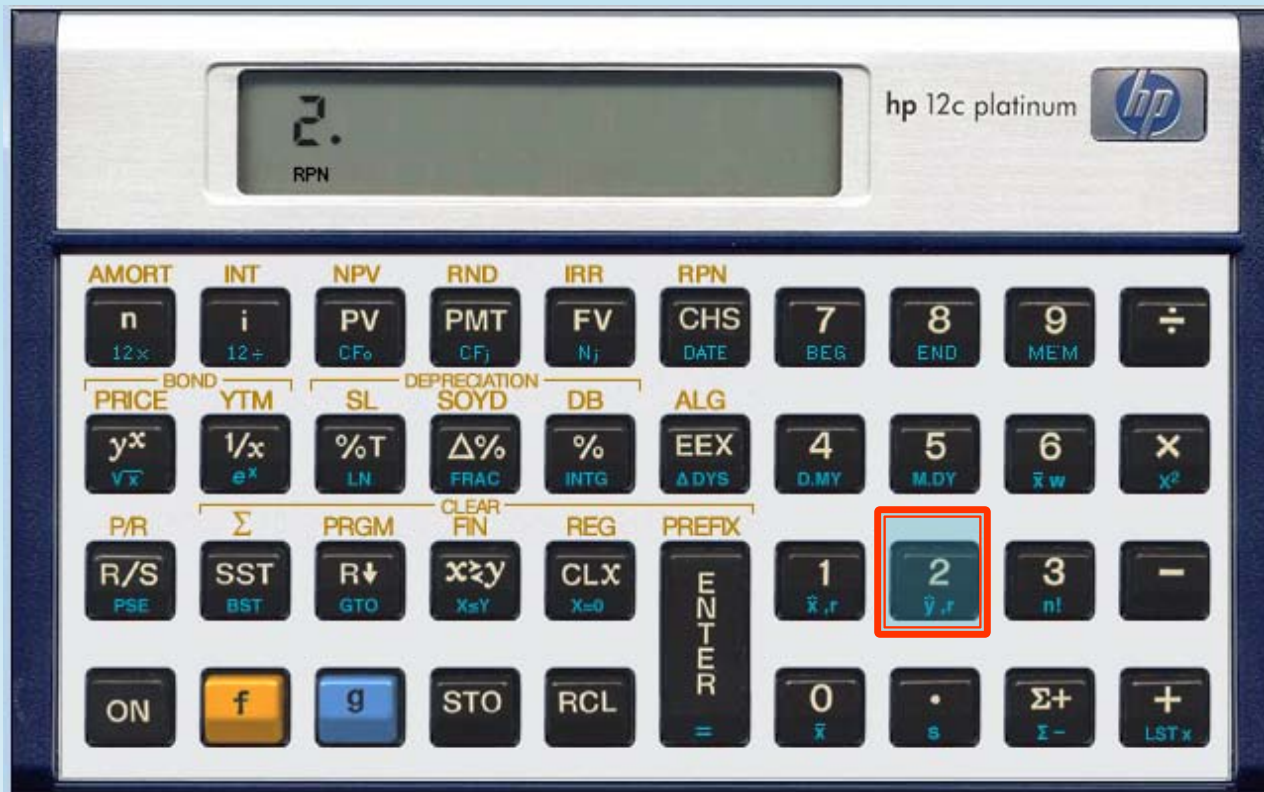 hp 12c platinum hp
2.
RPN
AMORT INT NPV RND IRR RPN
n i PV PMT FV CHS 7 8 9 ÷
12× 12÷ CFo CFj Nj DATE BEG END MEM
BOND DEPRECIATION
PRICE YTM SL SOYD DB ALG
yˣ 1/x %T Δ% % EEX 4 5 6 ×
√x eˣ LN FRAC INTG ΔDYS D.MY M.DY x̄w X²
CLEAR
P/R Σ PRGM FIN REG PREFIX
R/S SST R↓ x≷y CLX ENTER 1 2 3 −
PSE BST GTO X≤Y X=0 x̂,r ŷ,r n!
ON f g STO RCL = 0 . Σ+ +
x̄ s Σ− LST x